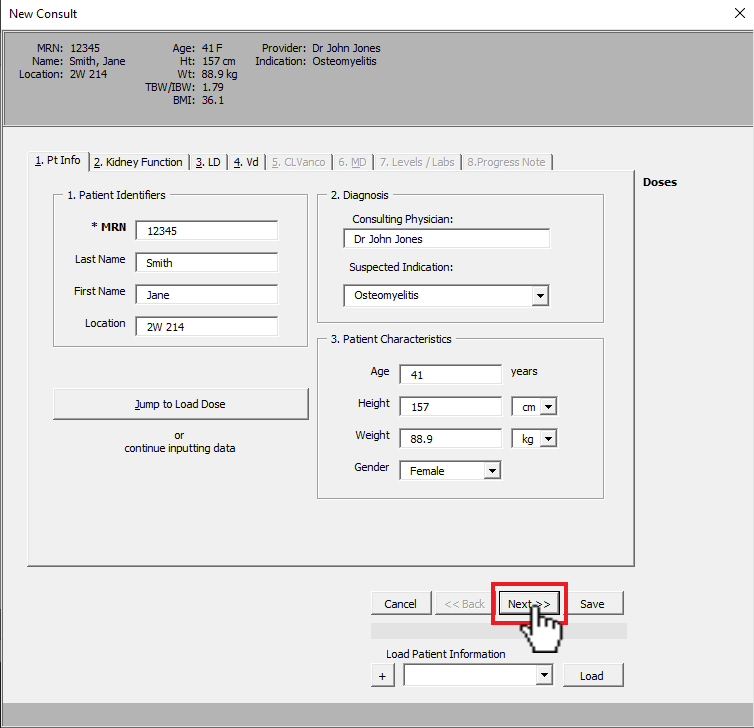 New Consult
MRN: 12345 Age: 41 F Provider: Dr John Jones
Name: Smith, Jane Ht: 157 cm Indication: Osteomyelitis
Location: 2W 214 Wt: 88.9 kg
TBW/IBW: 1.79
BMI: 36.1
1. Pt Info 2. Kidney Function 3. LD 4. Vd 5. CLVanco 6. MD 7. Levels / Labs 8.Progress Note
Doses
1. Patient Identifiers
* MRN 12345
Last Name Smith
First Name Jane
Location 2W 214
Jump to Load Dose
or
continue inputting data
2. Diagnosis
Consulting Physician:
Dr John Jones
Suspected Indication:
Osteomyelitis
3. Patient Characteristics
Age 41 years
Height 157 cm
Weight 88.9 kg
Gender Female
Cancel << Back Next >> Save
Load Patient Information
+ Load